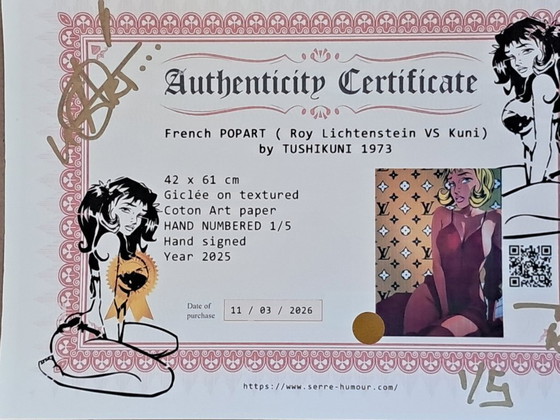 Authenticity Certificate
French POPART ( Roy Lichtenstein VS Kuni)
by TUSHIKUNI 1973
42 x 61 cm
Giclée on textured
Coton Art paper
HAND NUMBERED 1/5
Hand signed
Year 2025
Date of
purchase
11 / 03 / 2026
https://www.serre-humour.com/
1/5